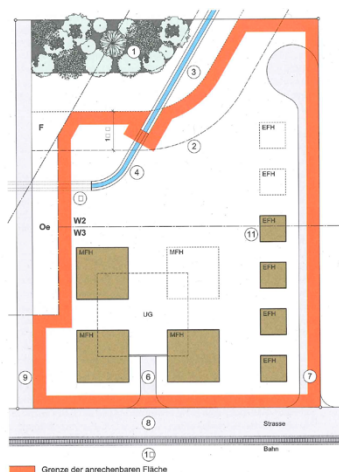 1
3
F
2
EFH
4
EFH
Oe
W2
W3
EFH
11
MFH
MFH
EFH
UG
EFH
MFH
MFH
EFH
6
7
9
8
Strasse
Bahn
Grenze der anrechenbaren Fläche